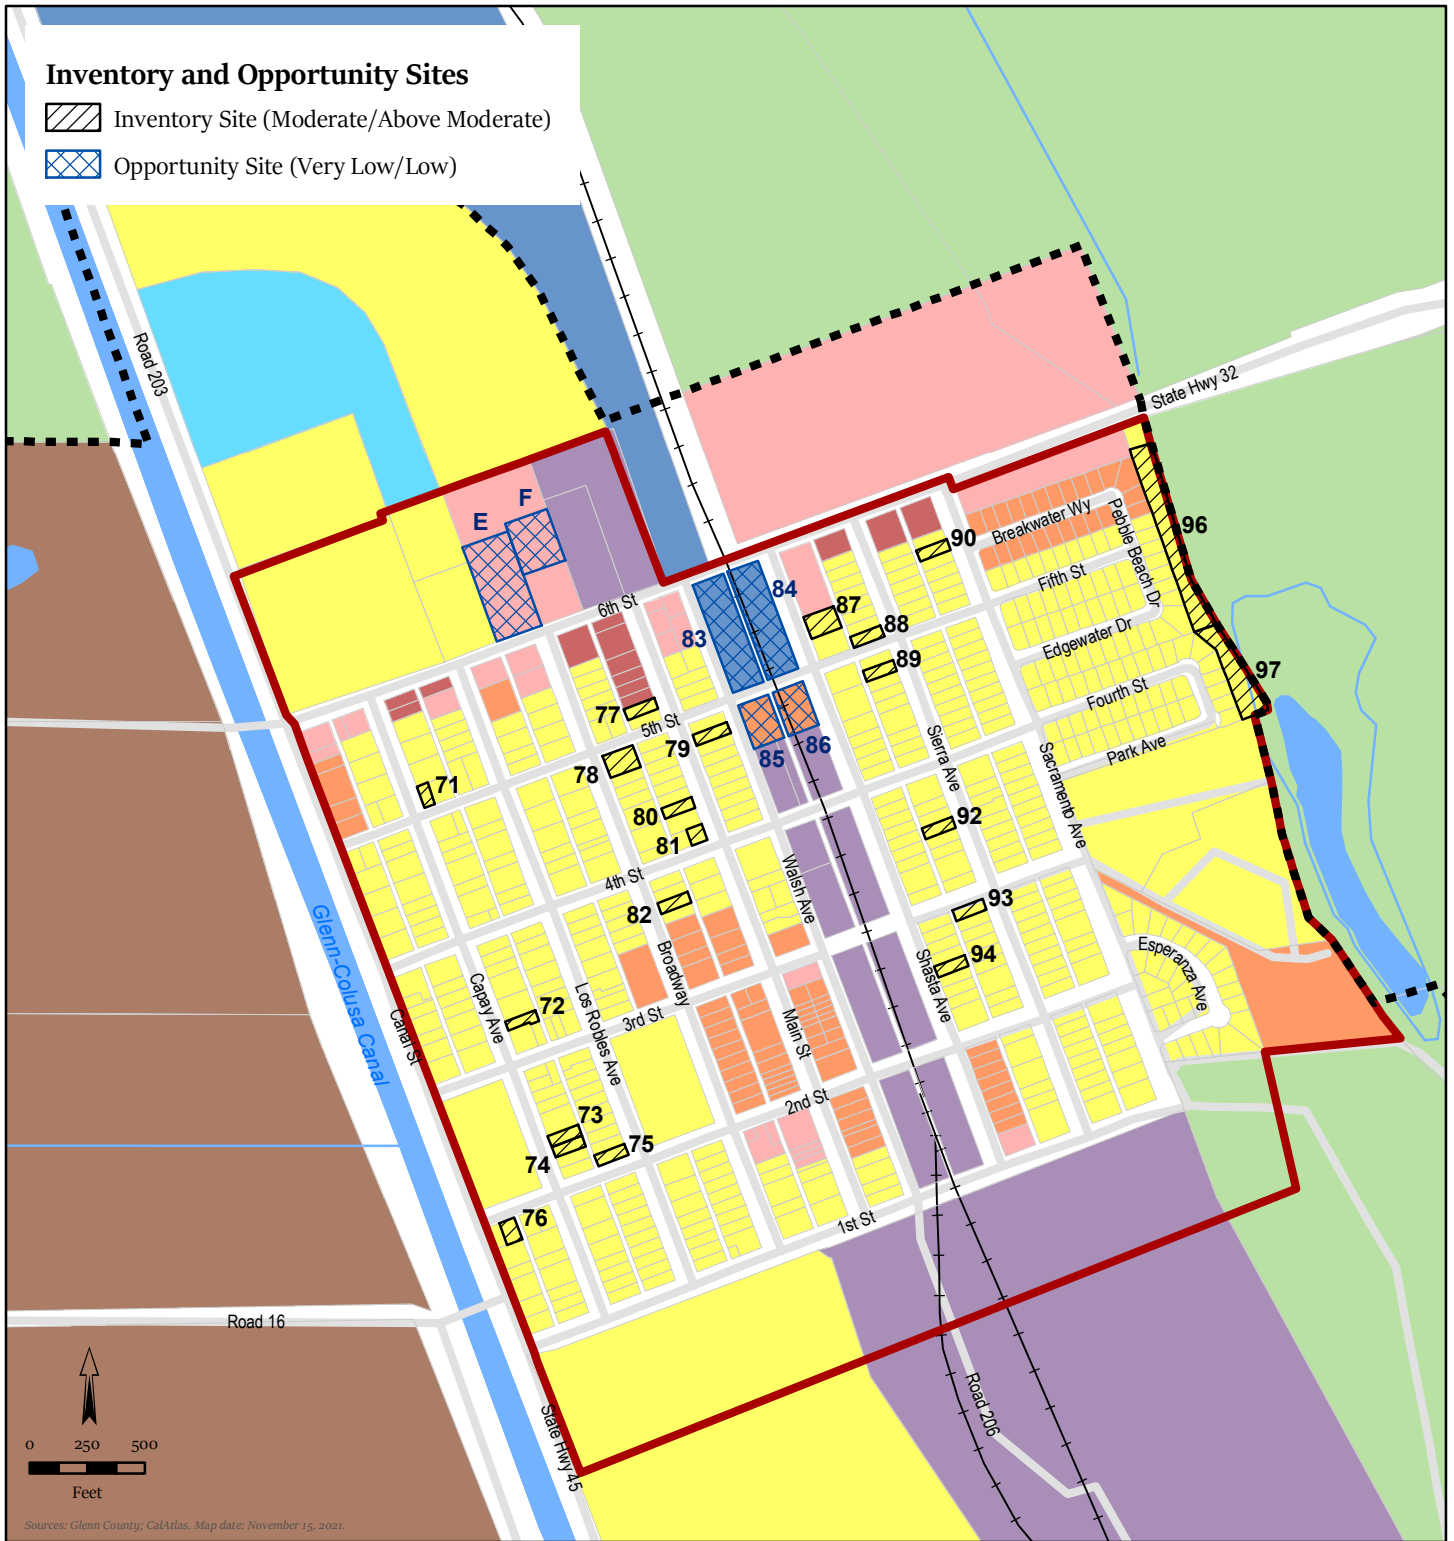 Inventory and Opportunity Sites
Inventory Site (Moderate/Above Moderate)
Opportunity Site (Very Low/Low)
Road 203
State Hwy 32
F
E
90
Breakwater Wy
Pebble Beach Dr
96
Fifth St
84
6th St
87
88
83
Edgewater Dr
89
97
Fourth St
77
5th St
79
86
85
78
Sierra Ave
Park Ave
71
Sacramento Ave
80
92
81
4th St
Walsh Ave
82
93
Glenn-Colusa Canal
Broadway
94
Esperanza Ave
Shasta Ave
Capay Ave
72
Los Robles Ave
3rd St
Main St
Canal St
2nd St
73
75
74
76
1st St
Road 16
Road 206
State Hwy 45
0 250 500
Feet
Sources: Glenn County; CalAtlas. Map date: November 15, 2021.